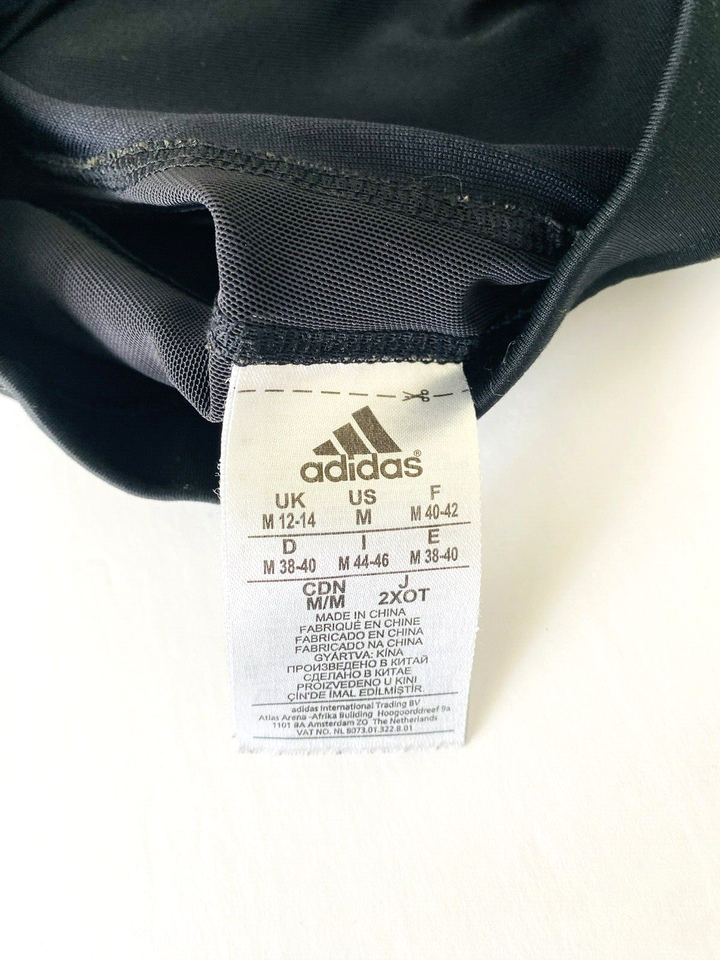 adidas®
UK US F
M 12-14 M M 40-42
D I E
M 38-40 M 44-46 M 38-40
CDN J
M/M 2XOT
MADE IN CHINA
FABRIQUÉ EN CHINE
FABRICADO EN CHINA
FABRICADO NA CHINA
GYÁRTVA: KÍNA
ПРОИЗВЕДЕНО В КИТАЙ
СДЕЛАНО В КИТАЕ
PROIZVEDENO U KINI
ÇİN'DE İMAL EDİLMİŞTİR
adidas International Trading BV
Atlas Arena -Afrika Building Hoogoorddreef 9a
1101 BA Amsterdam ZO The Netherlands
VAT NO. NL 8073.01.322.B.01